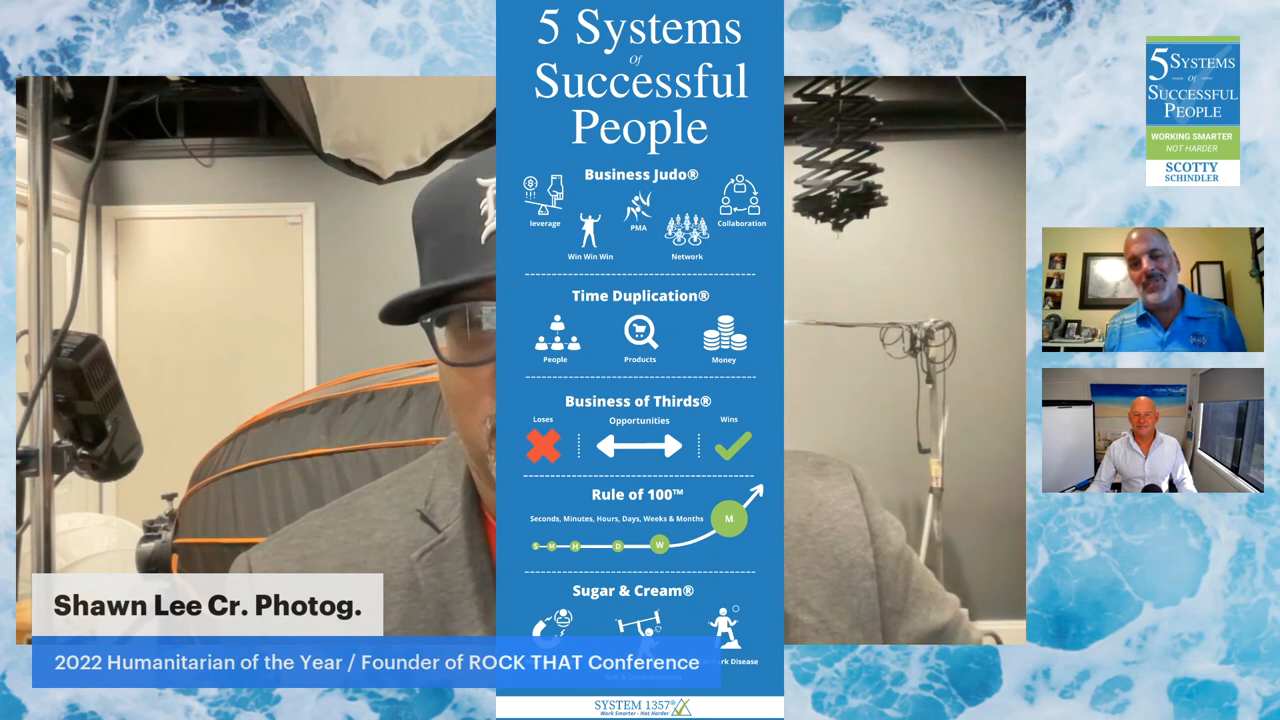 5 Systems
Of
Successful
People
Business Judo®
leverage
Win Win Win
PMA
Network
Collaboration
Time Duplication®
People
Products
Money
Business of Thirds®
Loses
Opportunities
Wins
Rule of 100™
Seconds, Minutes, Hours, Days, Weeks & Months
S
M
H
D
W
M
Sugar & Cream®
Park Disease
SYSTEM 1357®
Work Smarter - Not Harder
Shawn Lee Cr. Photog.
2022 Humanitarian of the Year / Founder of ROCK THAT Conference
5 SYSTEMS
Of
SUCCESSFUL
PEOPLE
WORKING SMARTER
NOT HARDER
SCOTTY
SCHINDLER